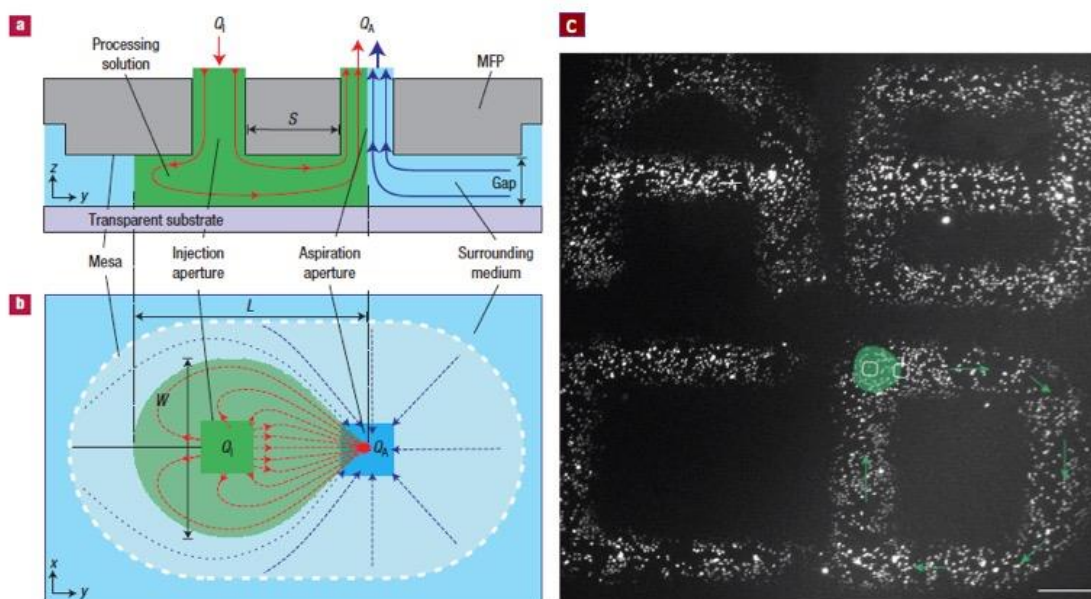 a
Q_I
Q_A
Processing
solution
MFP
S
z
y
Gap
Transparent substrate
Mesa
Injection
aperture
Aspiration
aperture
Surrounding
medium
b
L
W
Q_I
Q_A
x
y
C